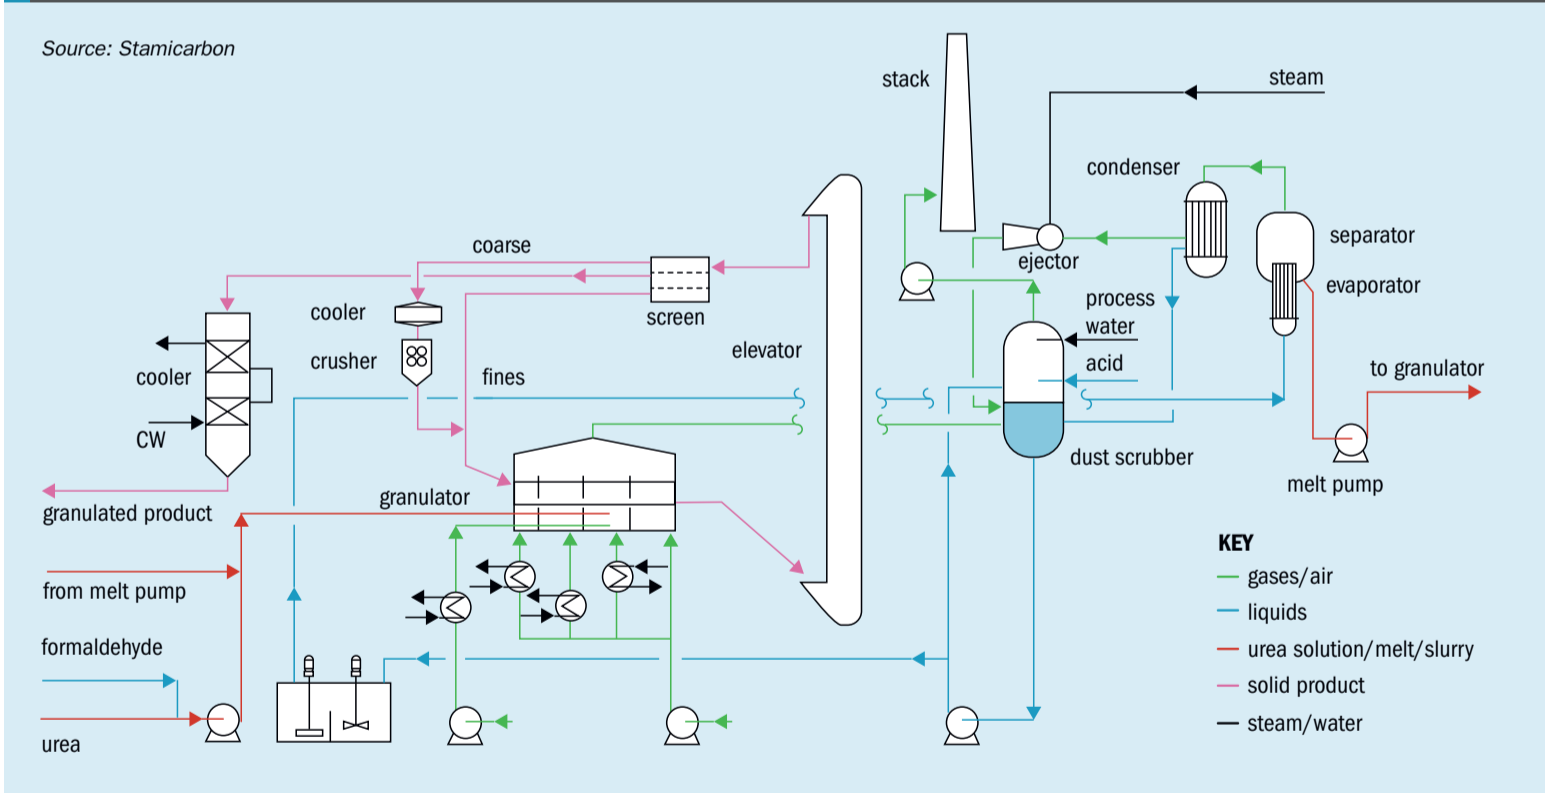 Source: Stamicarbon
stack
steam
condenser
separator
evaporator
ejector
process
water
acid
to granulator
dust scrubber
melt pump
coarse
screen
cooler
crusher
elevator
fines
cooler
CW
granulated product
granulator
from melt pump
formaldehyde
urea
KEY
gases/air
liquids
urea solution/melt/slurry
solid product
steam/water